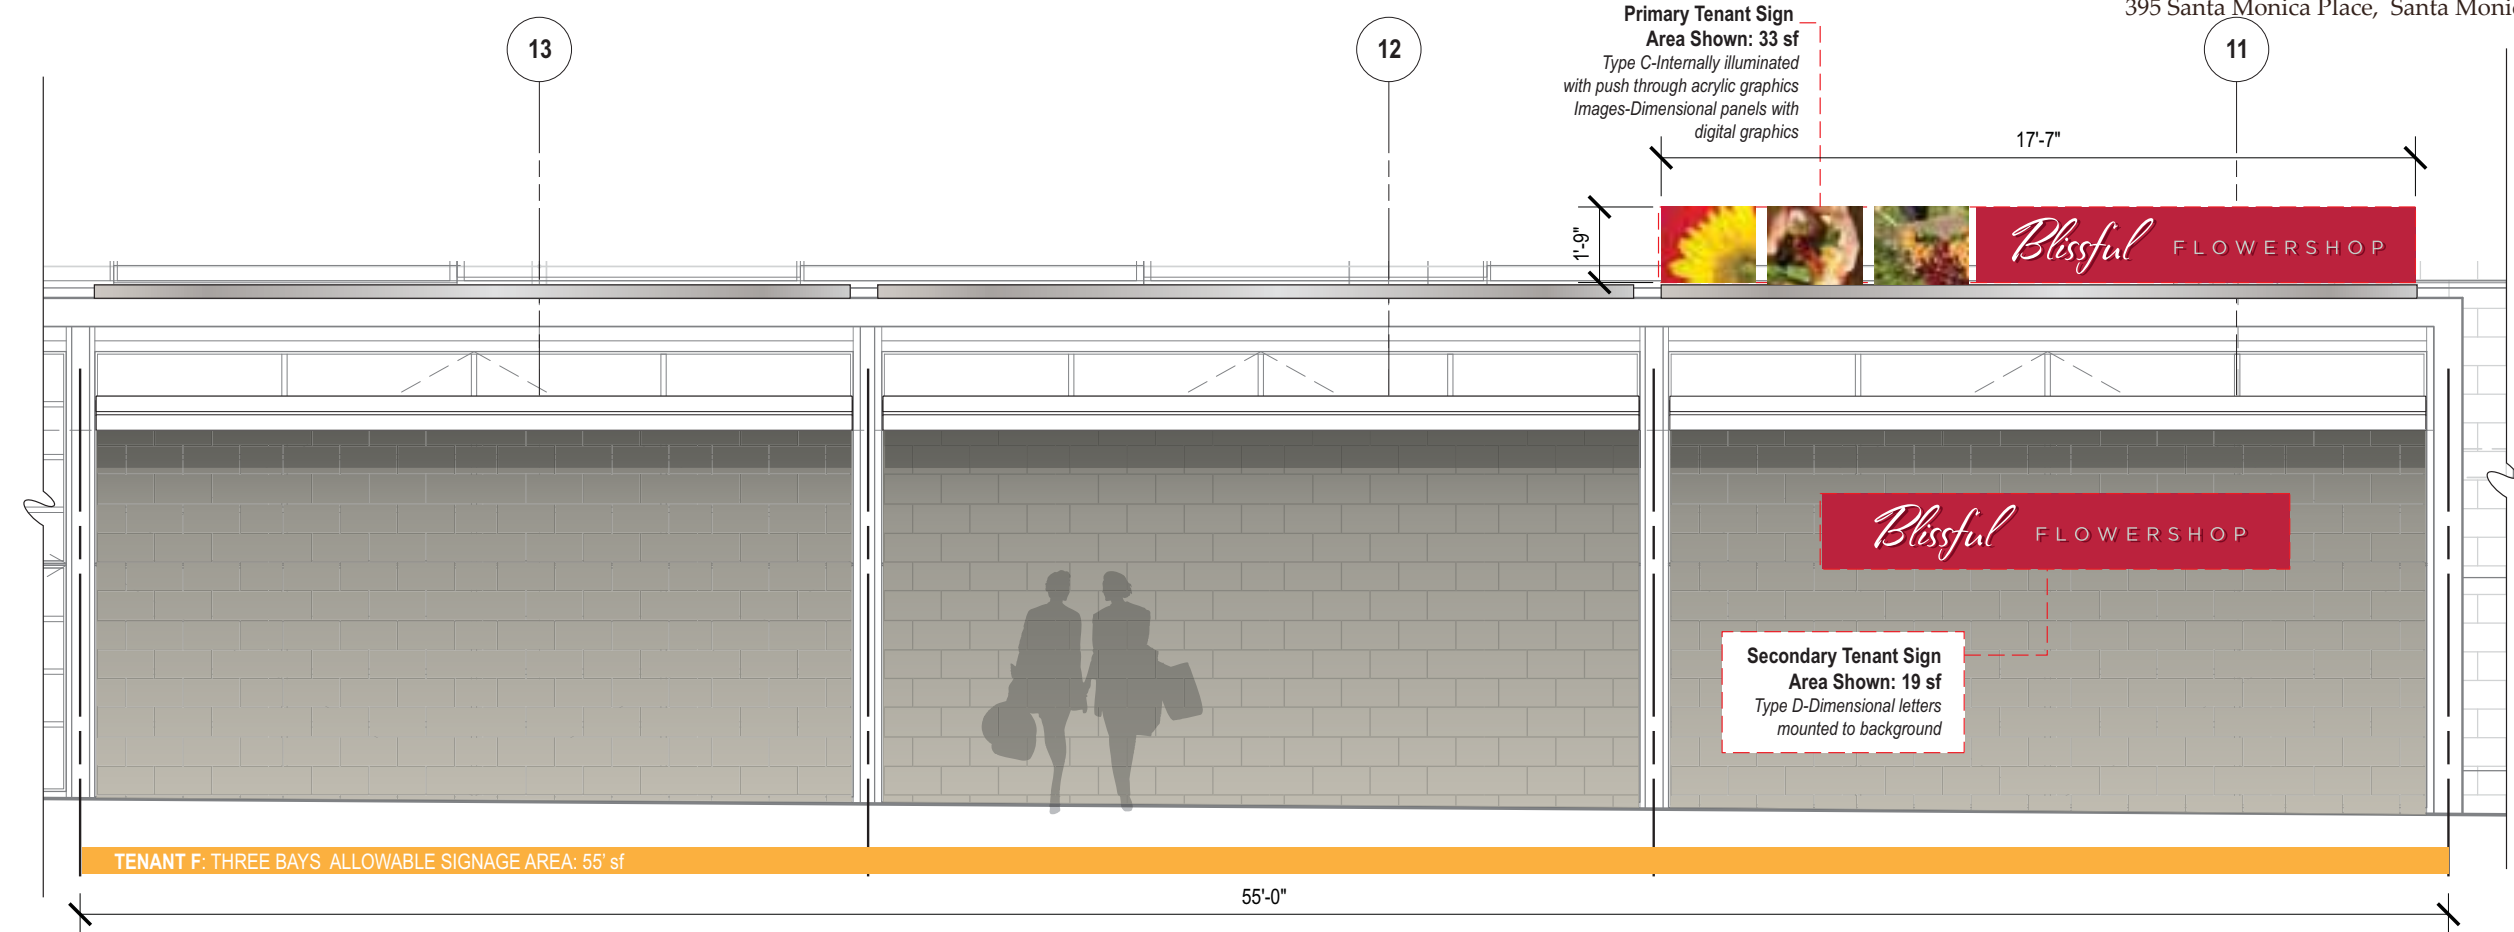 395 Santa Monica Place, Santa Moni
13
12
11
Primary Tenant Sign
Area Shown: 33 sf
Type C-Internally illuminated
with push through acrylic graphics
Images-Dimensional panels with
digital graphics
17'-7"
1'-9"
Blissful FLOWERSHOP
Blissful FLOWERSHOP
Secondary Tenant Sign
Area Shown: 19 sf
Type D-Dimensional letters
mounted to background
TENANT F: THREE BAYS ALLOWABLE SIGNAGE AREA: 55' sf
55'-0"